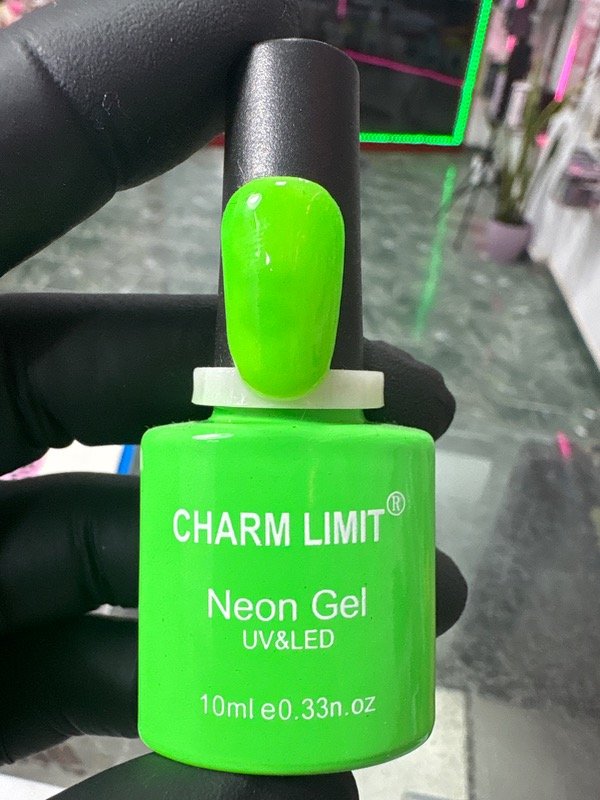 CHARM LIMIT®
Neon Gel
UV&LED
10ml e0.33n.oz